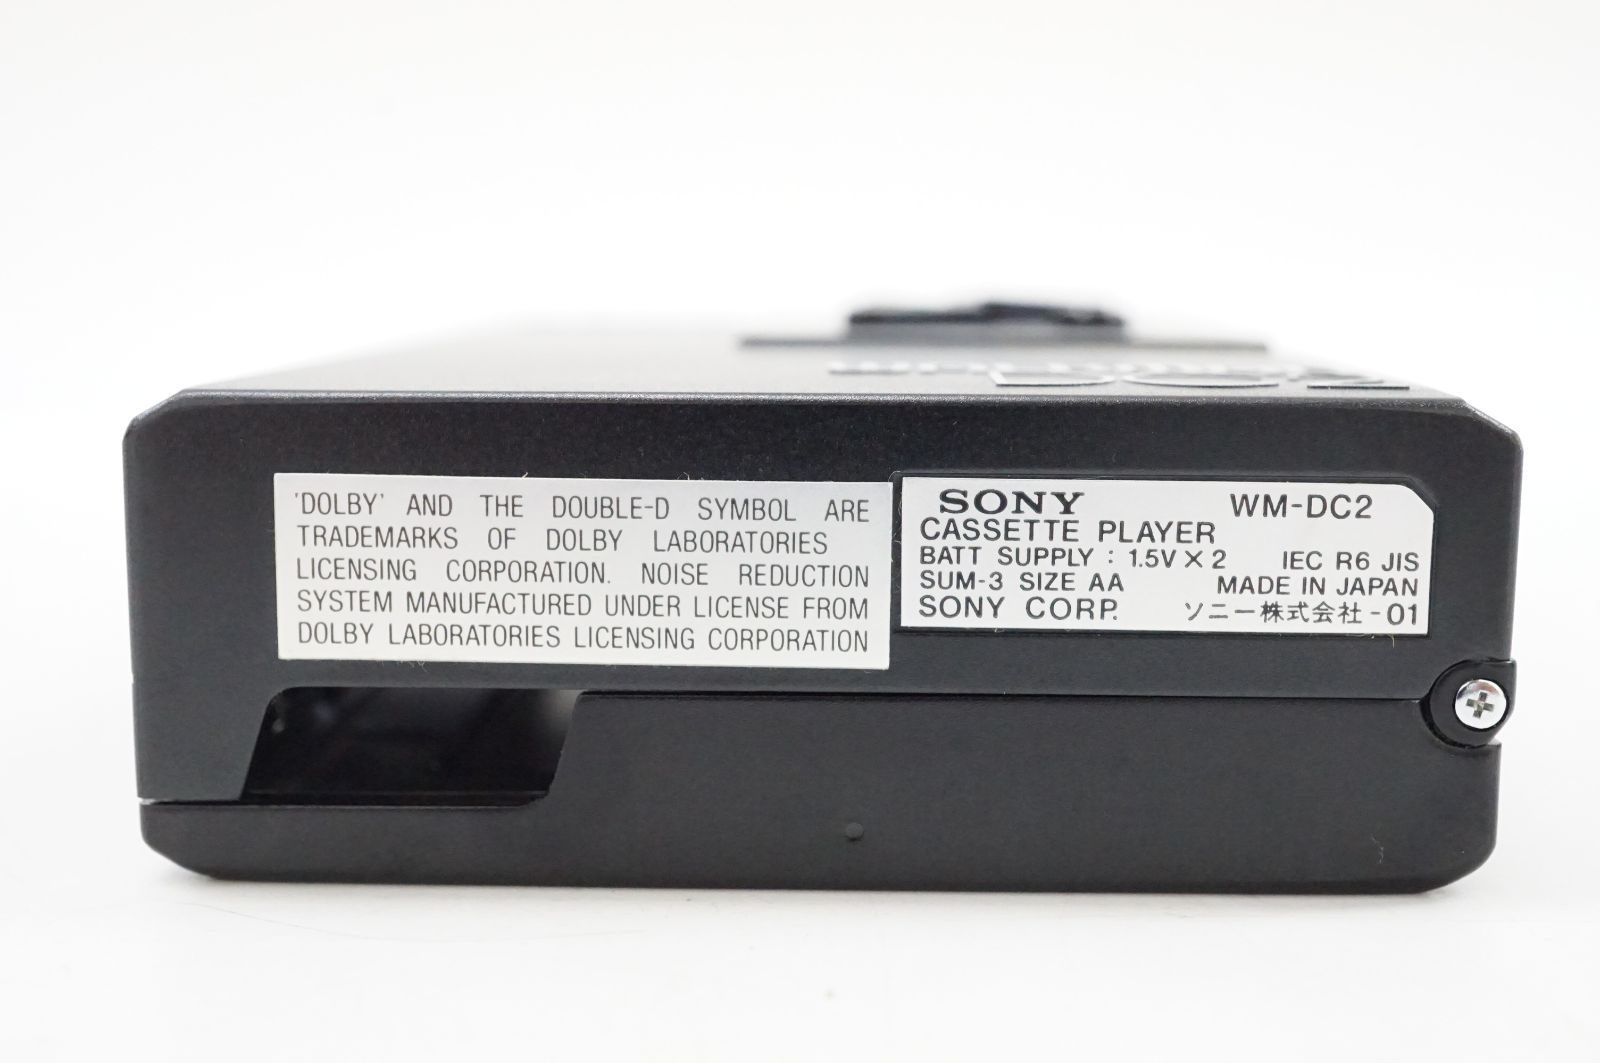 'DOLBY' AND THE DOUBLE-D SYMBOL ARE
TRADEMARKS OF DOLBY LABORATORIES
LICENSING CORPORATION. NOISE REDUCTION
SYSTEM MANUFACTURED UNDER LICENSE FROM
DOLBY LABORATORIES LICENSING CORPORATION
SONY WM-DC2
CASSETTE PLAYER
BATT SUPPLY : 1.5V×2 IEC R6 JIS
SUM-3 SIZE AA MADE IN JAPAN
SONY CORP. ソニー株式会社-01